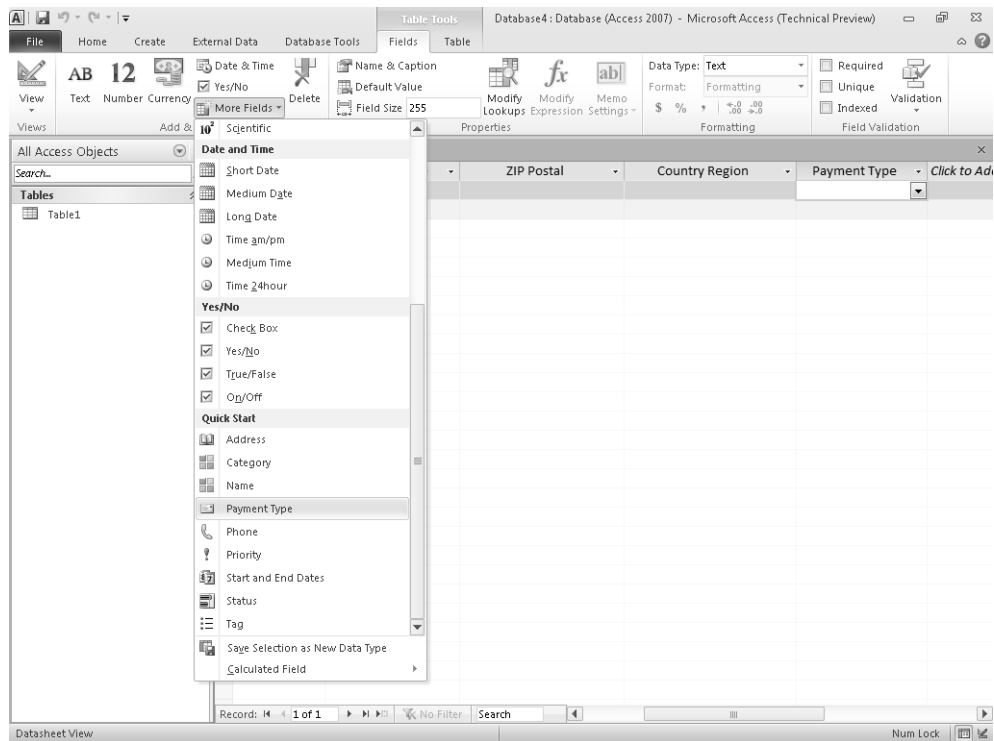 A Table Tools Database4 : Database (Access 2007) - Microsoft Access (Technical Preview)
File Home Create External Data Database Tools Fields Table
View
Views
AB
Text
12
Number
Currency
Date & Time
Yes/No
More Fields
Add &
Delete
Name & Caption
Default Value
Field Size 255
Modify Lookups
fx
Modify Expression
ab
Memo Settings
Properties
Data Type: Text
Format: Formatting
$ % , .0 .00 .00 .0
Formatting
Required
Unique
Indexed
Validation
Field Validation
All Access Objects
Search...
Tables
Table1
10² Scientific
Date and Time
Short Date
Medium Date
Long Date
Time am/pm
Medium Time
Time 24hour
Yes/No
Check Box
Yes/No
True/False
On/Off
Quick Start
Address
Category
Name
Payment Type
Phone
Priority
Start and End Dates
Status
Tag
Save Selection as New Data Type
Calculated Field
ZIP Postal Country Region Payment Type Click to Ad
Record: 1 of 1 No Filter Search
Datasheet View Num Lock